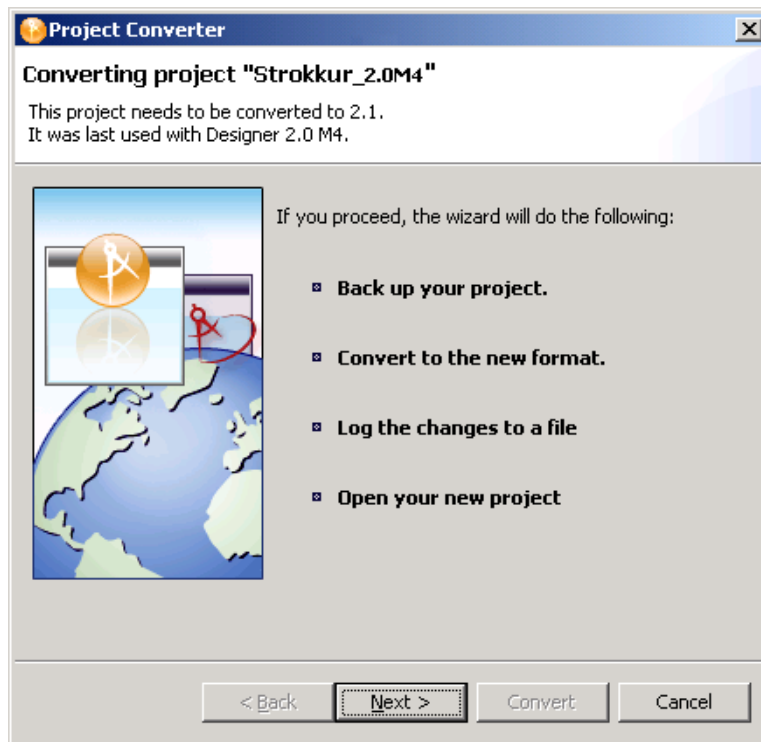 Project Converter
Converting project "Strokkur_2.0M4"
This project needs to be converted to 2.1.
It was last used with Designer 2.0 M4.
If you proceed, the wizard will do the following:
Back up your project.
Convert to the new format.
Log the changes to a file
Open your new project
< Back Next > Convert Cancel